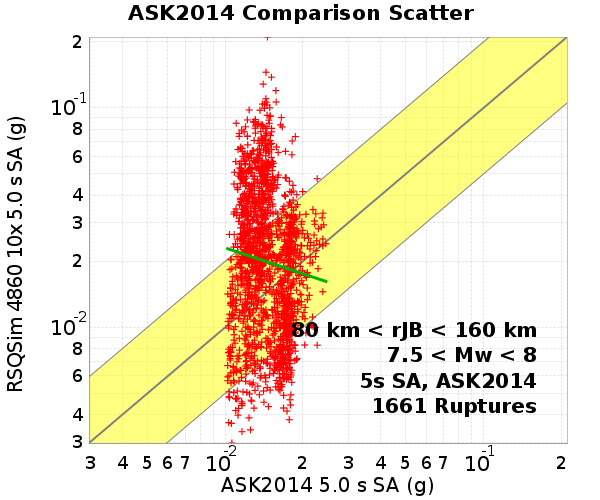 ASK2014 Comparison Scatter
RSQSim 4860 10x 5.0 s SA (g)
2
10-1
8
6
4
3
2
10-2
8
6
4
3
80 km < rJB < 160 km
7.5 < Mw < 8
5s SA, ASK2014
1661 Ruptures
3 4 5 6 7 10-2 2 3 4 5 6 7 10-1 2
ASK2014 5.0 s SA (g)